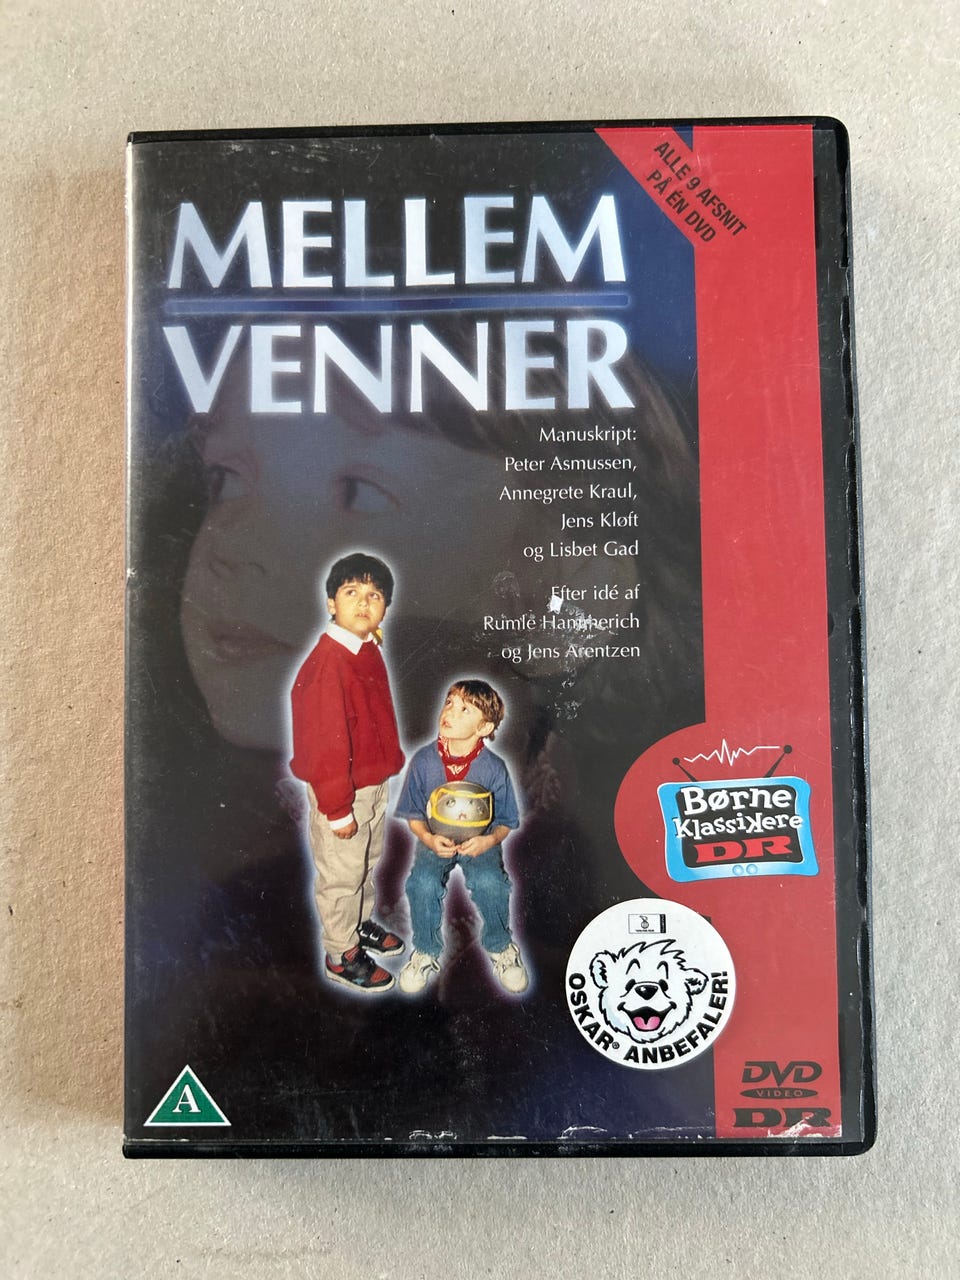 ALLE 9 AFSNIT
PÅ ÉN DVD
MELLEM
VENNER
Manuskript:
Peter Asmussen,
Annegrete Kraul,
Jens Kløft
og Lisbet Gad
Efter idé af
Rumle Hammerich
og Jens Arentzen
Børne
Klassikere
DR
OSKAR® ANBEFALER!
A
DVD
VIDEO
DR